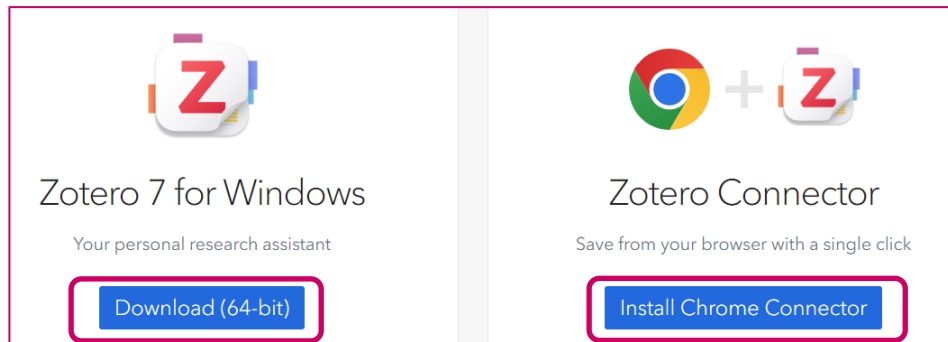 Z
Z
Zotero 7 for Windows
Your personal research assistant
Download (64-bit)
Zotero Connector
Save from your browser with a single click
Install Chrome Connector